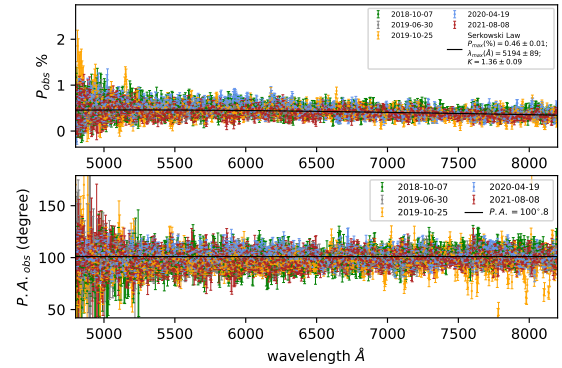 2018-10-07
2019-06-30
2019-10-25
2020-04-19
2021-08-08
Serkowski Law
P_max(%) = 0.46 ± 0.01;
λ_max(Å) = 5194 ± 89;
K = 1.36 ± 0.09
P_obs %
2
1
0
5000 5500 6000 6500 7000 7500 8000
2018-10-07
2019-06-30
2019-10-25
2020-04-19
2021-08-08
P.A. = 100°.8
P.A._obs (degree)
150
100
50
5000 5500 6000 6500 7000 7500 8000
wavelength Å